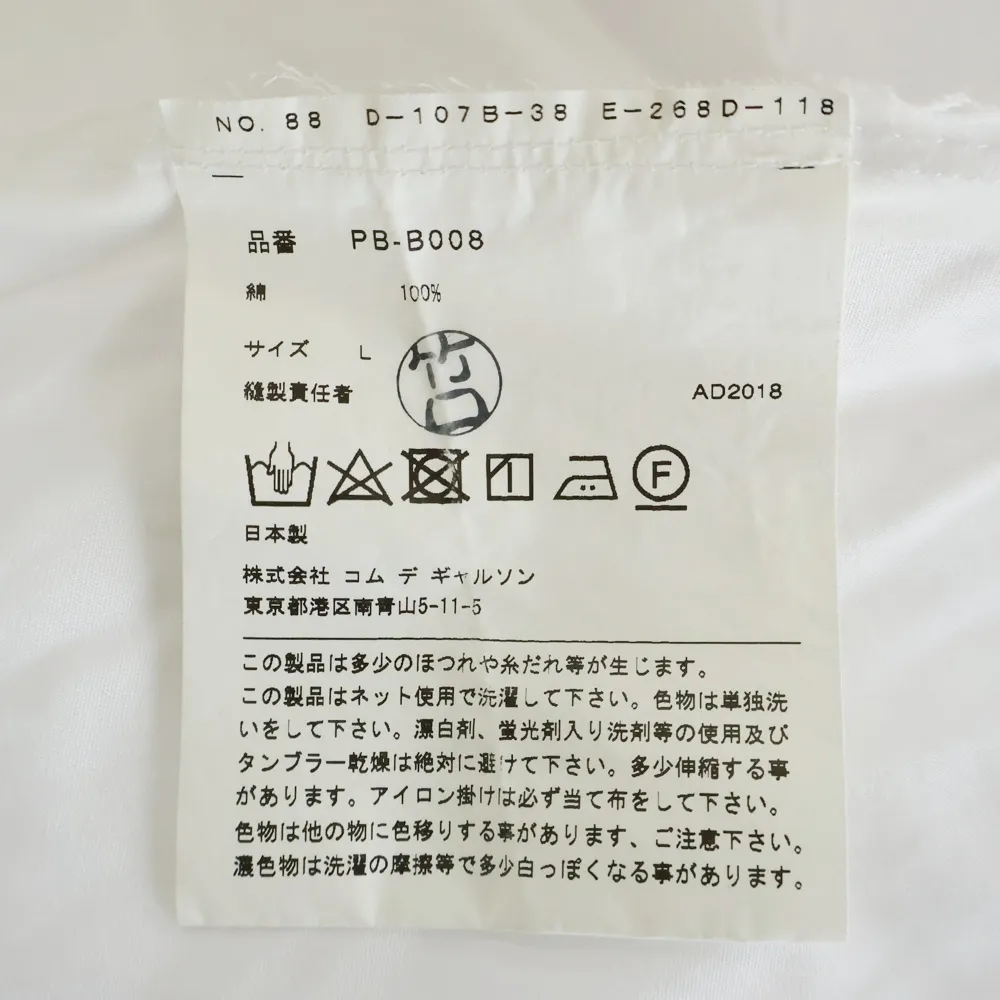 NO. 88 D-107B-38 E-268D-118
品番 PB-B008
綿 100%
サイズ L
竹口
縫製責任者 AD2018
F
日本製
株式会社 コム デ ギャルソン
東京都港区南青山5-11-5
この製品は多少のほつれや糸だれ等が生じます。
この製品はネット使用で洗濯して下さい。色物は単独洗
いをして下さい。漂白剤、蛍光剤入り洗剤等の使用及び
タンブラー乾燥は絶対に避けて下さい。多少伸縮する事
があります。アイロン掛けは必ず当て布をして下さい。
色物は他の物に色移りする事があります、ご注意下さい。
濃色物は洗濯の摩擦等で多少白っぽくなる事があります。